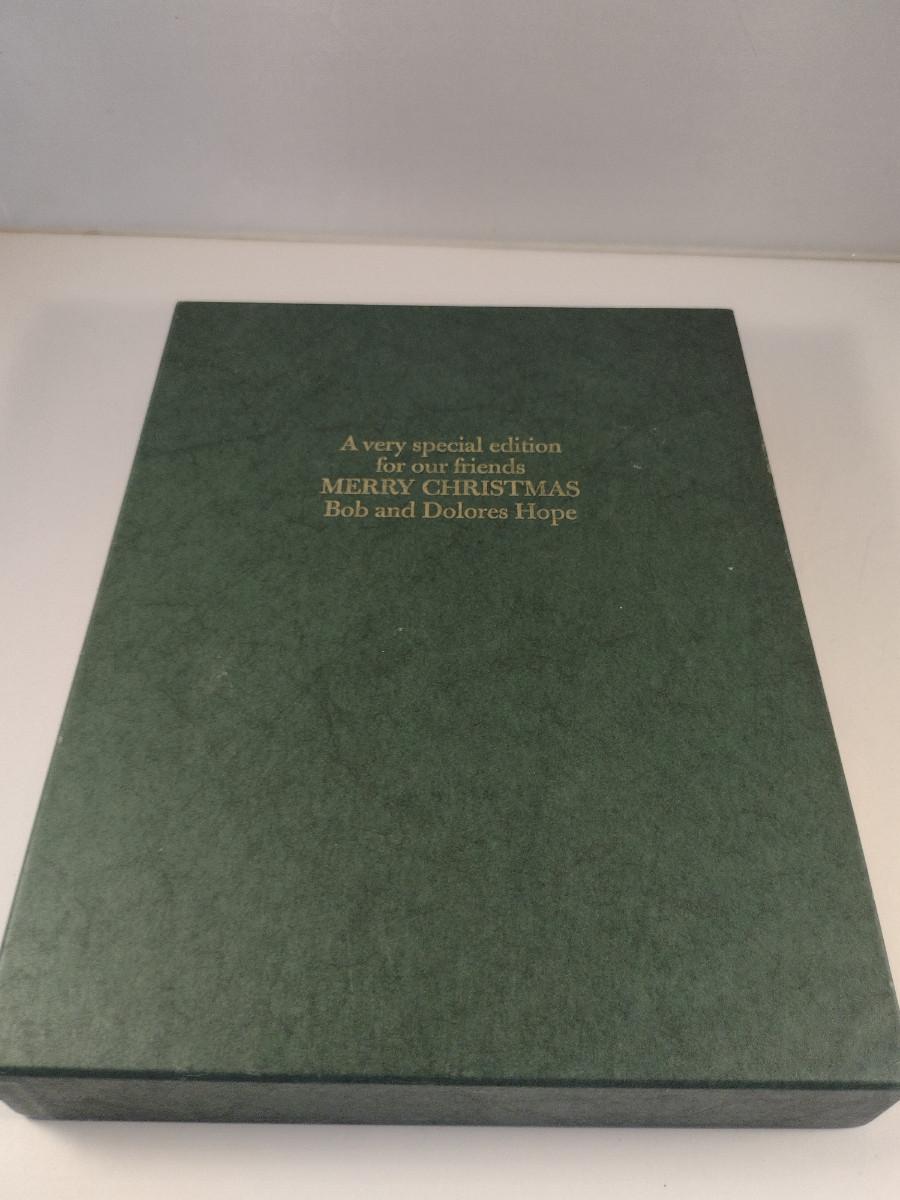 A very special edition
for our friends
MERRY CHRISTMAS
Bob and Dolores Hope